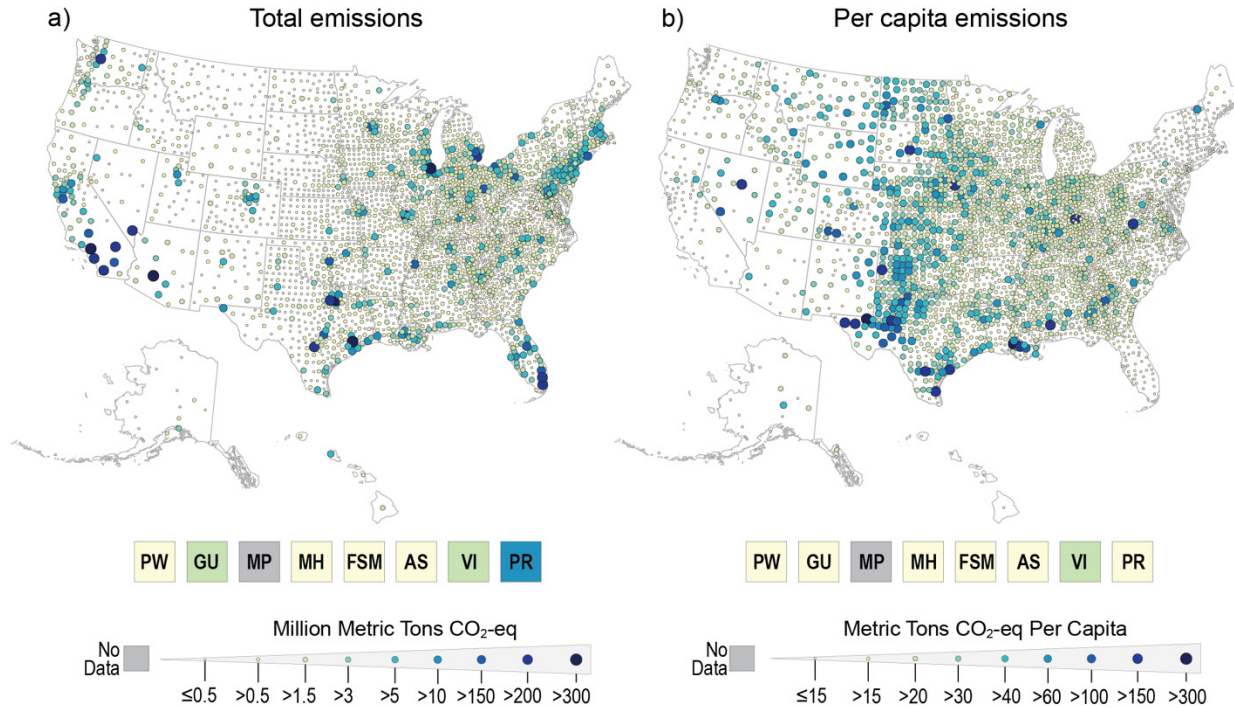 a) Total emissions
b) Per capita emissions
PW GU MP MH FSM AS VI PR
PW GU MP MH FSM AS VI PR
Million Metric Tons CO₂-eq
No Data
≤0.5 >0.5 >1.5 >3 >5 >10 >150 >200 >300
Metric Tons CO₂-eq Per Capita
No Data
≤15 >15 >20 >30 >40 >60 >100 >150 >300